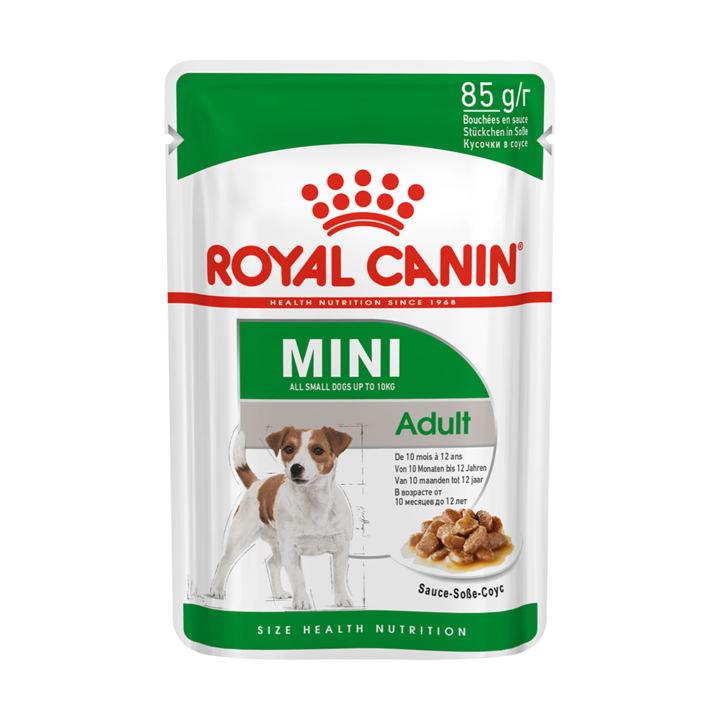 85 g/г
Bouchées en sauce
Stückchen in Soße
Кусочки в соусе
ROYAL CANIN®
HEALTH NUTRITION SINCE 1968
MINI
ALL SMALL DOGS UP TO 10KG
Adult
De 10 mois à 12 ans
Von 10 Monaten bis 12 Jahren
Van 10 maanden tot 12 jaar
В возрасте от
10 месяцев до 12 лет
Sauce-Soße-Соус
SIZE HEALTH NUTRITION